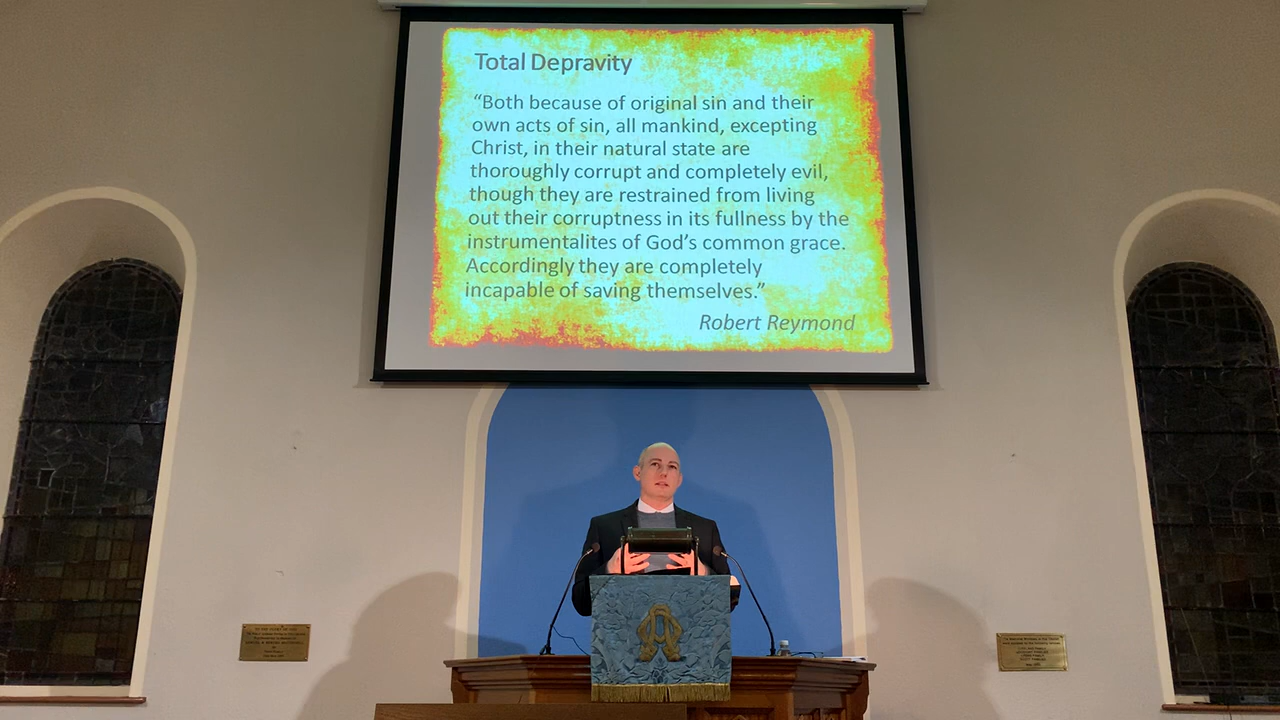 Total Depravity
“Both because of original sin and their
own acts of sin, all mankind, excepting
Christ, in their natural state are
thoroughly corrupt and completely evil,
though they are restrained from living
out their corruptness in its fullness by the
instrumentalites of God’s common grace.
Accordingly they are completely
incapable of saving themselves.”
Robert Reymond